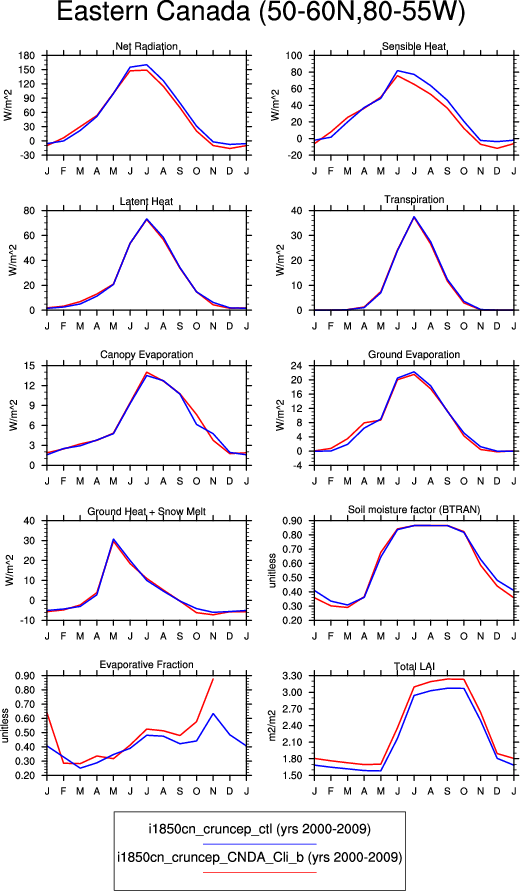 Eastern Canada (50-60N,80-55W)
Net Radiation
W/m^2
180
150
120
90
60
30
0
-30
J F M A M J J A S O N D J
Sensible Heat
W/m^2
100
80
60
40
20
0
-20
J F M A M J J A S O N D J
Latent Heat
W/m^2
80
60
40
20
0
J F M A M J J A S O N D J
Transpiration
W/m^2
40
30
20
10
0
J F M A M J J A S O N D J
Canopy Evaporation
W/m^2
15
12
9
6
3
0
J F M A M J J A S O N D J
Ground Evaporation
W/m^2
24
20
16
12
8
4
0
-4
J F M A M J J A S O N D J
Ground Heat + Snow Melt
W/m^2
40
30
20
10
0
-10
J F M A M J J A S O N D J
Soil moisture factor (BTRAN)
unitless
0.90
0.80
0.70
0.60
0.50
0.40
0.30
0.20
J F M A M J J A S O N D J
Evaporative Fraction
unitless
0.90
0.80
0.70
0.60
0.50
0.40
0.30
0.20
J F M A M J J A S O N D J
Total LAI
m2/m2
3.30
3.00
2.70
2.40
2.10
1.80
1.50
J F M A M J J A S O N D J
i1850cn_cruncep_ctl (yrs 2000-2009)
i1850cn_cruncep_CNDA_Cli_b (yrs 2000-2009)